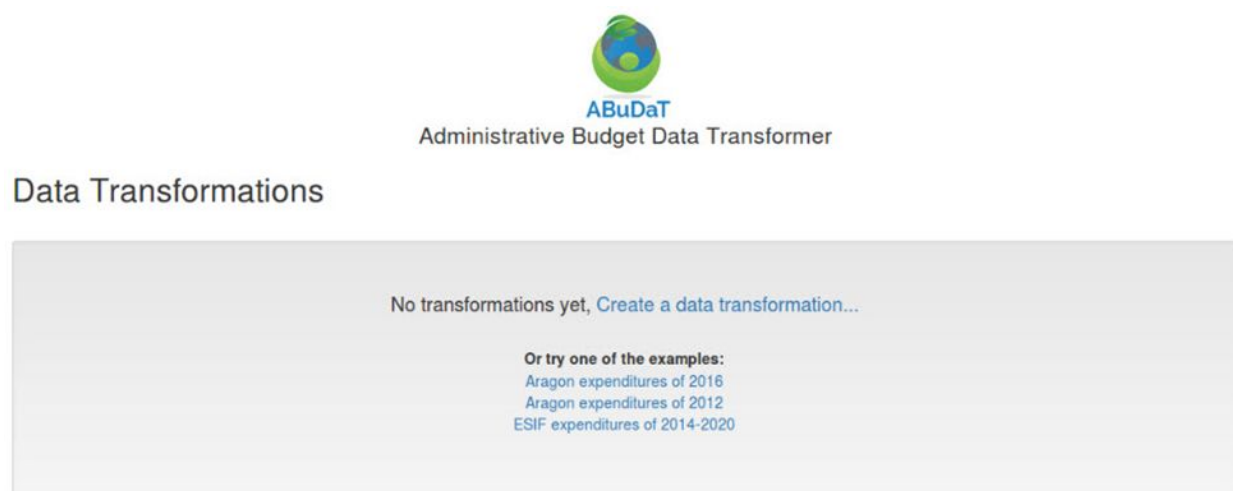 ABuDaT
Administrative Budget Data Transformer
Data Transformations
No transformations yet, Create a data transformation...
Or try one of the examples:
Aragon expenditures of 2016
Aragon expenditures of 2012
ESIF expenditures of 2014-2020